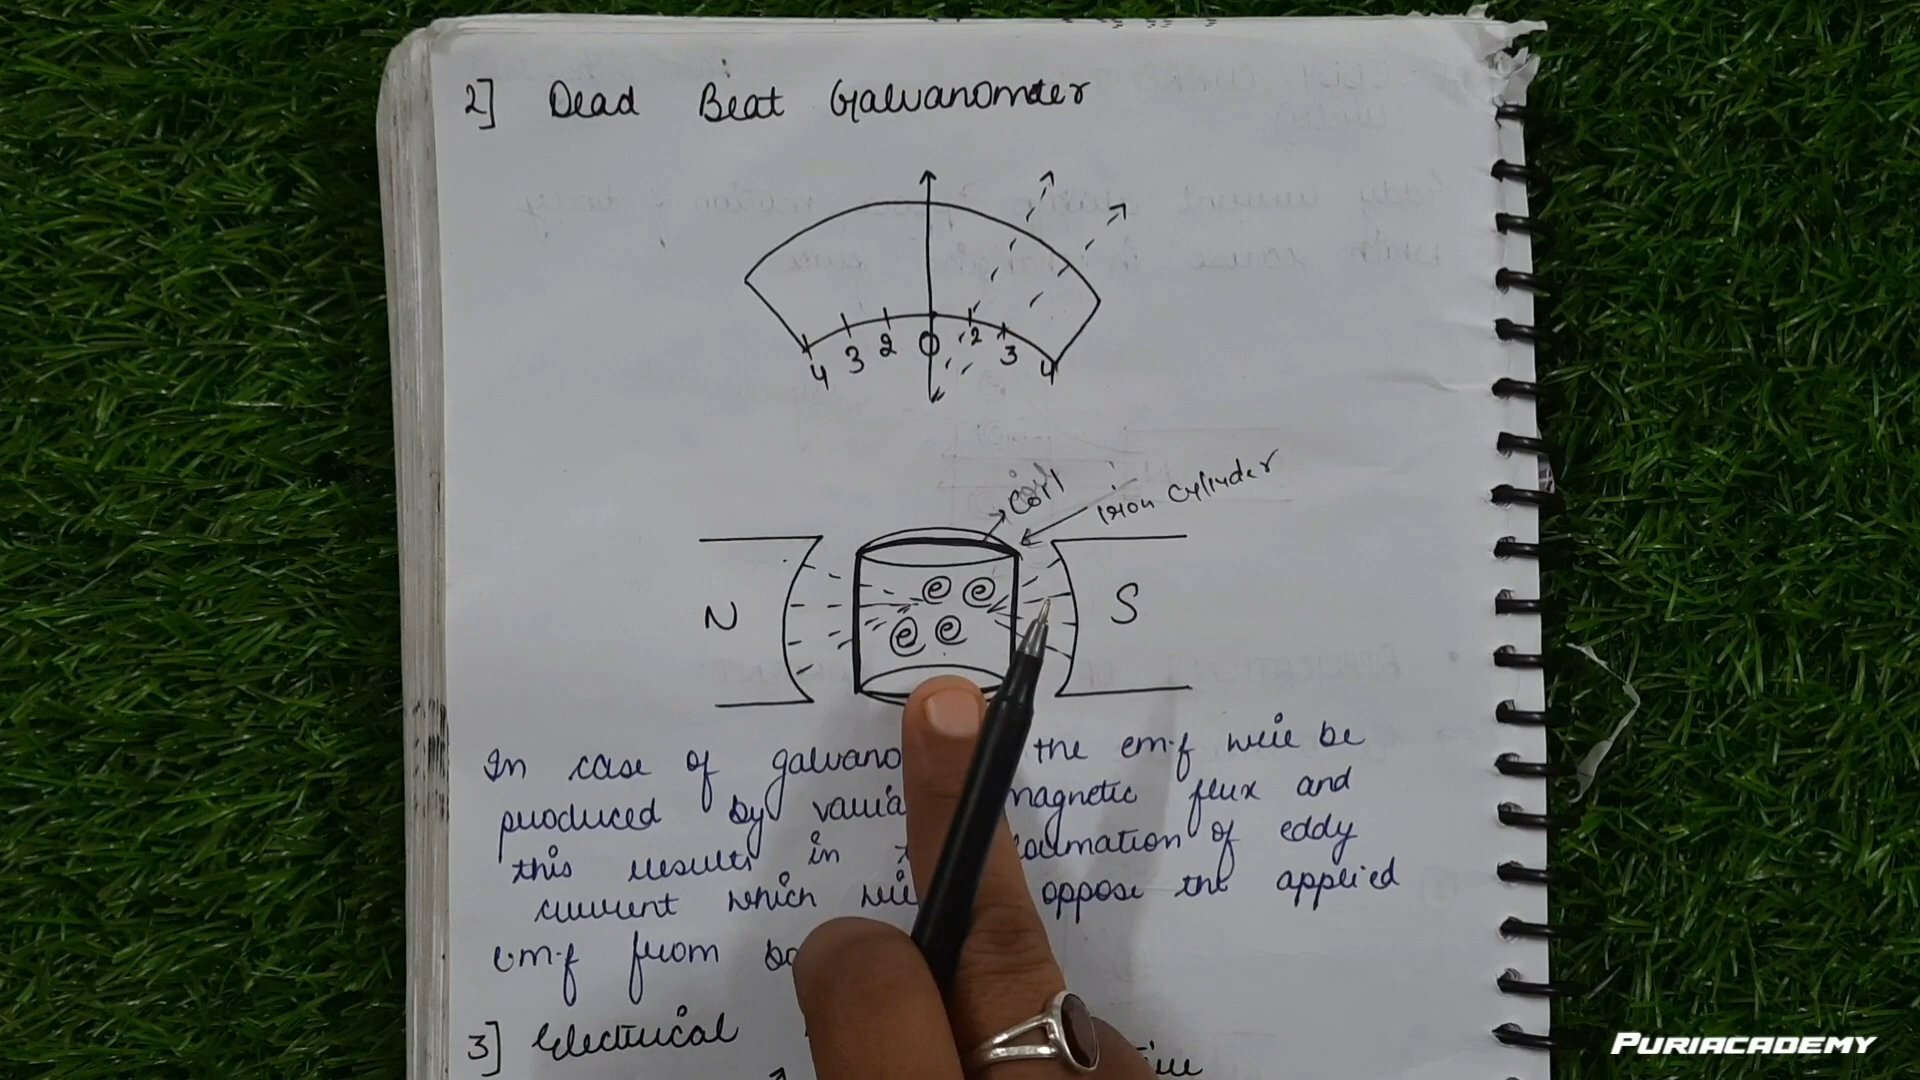 2] Dead Beat Galvanometer
4 3 2 0 2 3 4
Coil
Iron Cylinder
N
e e
e e
S
In case of galvano the em.f will be
produced by magnetic flux and
this results in formation of eddy
current which oppose the applied
em.f from
3] Electrical
PURIACADEMY